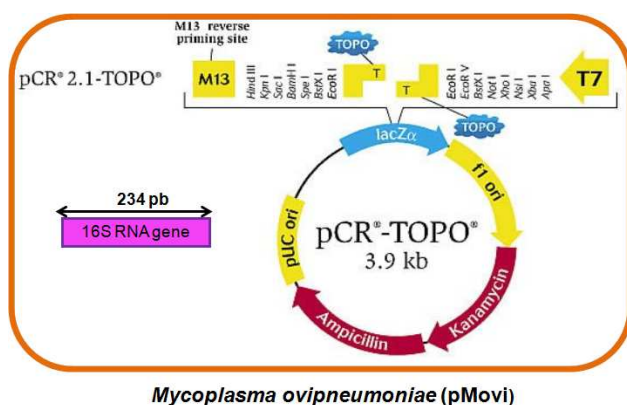 M13 reverse
priming site
TOPO
pCR® 2.1-TOPO®
M13
Hind III
Kpn I
Sac I
BamH I
Spe I
BstX I
EcoR I
T
T
EcoR I
EcoR V
BstX I
Not I
Xho I
Nsi I
Xba I
Apa I
T7
TOPO
lacZα
f1 ori
234 pb
16S RNA gene
pUC ori
pCR®-TOPO®
3.9 kb
Kanamycin
Ampicillin
Mycoplasma ovipneumoniae (pMovi)